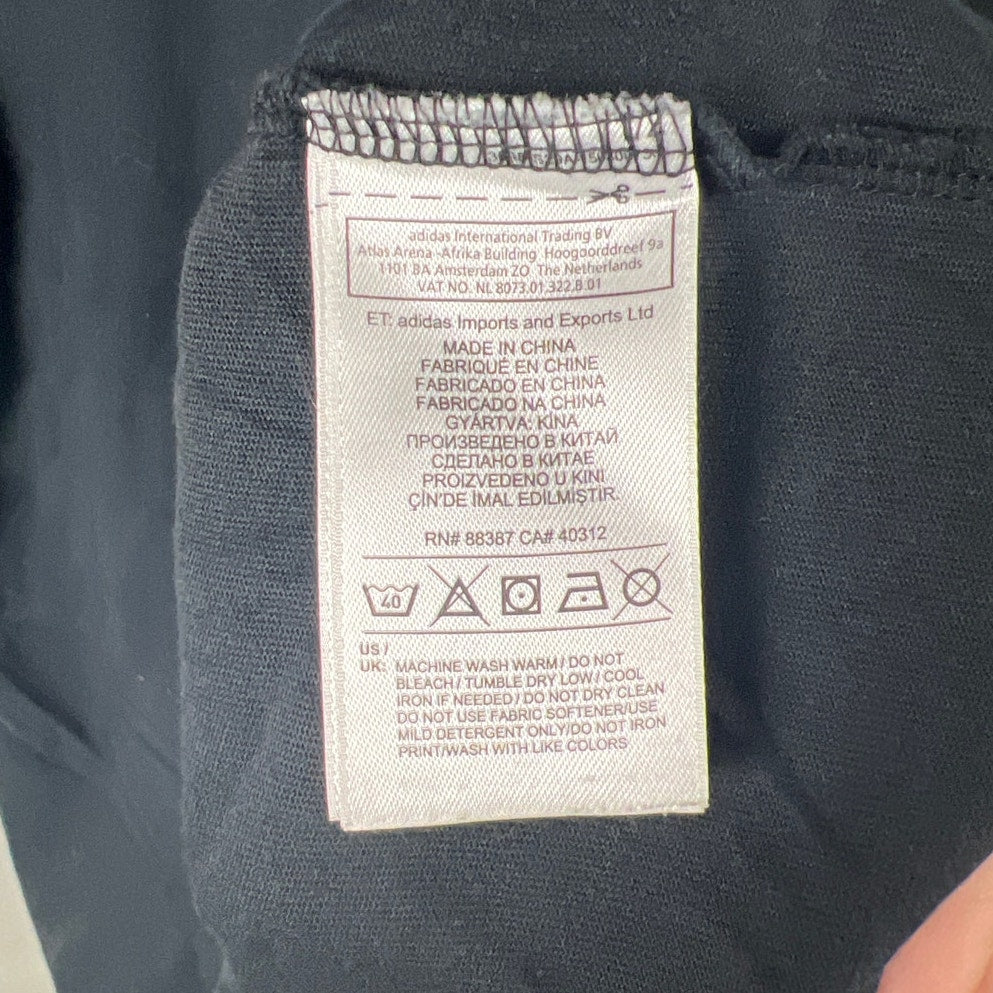 adidas International Trading BV
Atlas Arena -Afrika Building Hoogoorddreef 9a
1101 BA Amsterdam ZO The Netherlands
VAT NO. NL 8073.01.322.B.01
ET: adidas Imports and Exports Ltd
MADE IN CHINA
FABRIQUÉ EN CHINE
FABRICADO EN CHINA
FABRICADO NA CHINA
GYÁRTVA: KÍNA
ПРОИЗВЕДЕНО В КИТАЙ
СДЕЛАНО В КИТАЕ
PROIZVEDENO U KINI
ÇİN'DE İMAL EDİLMİŞTİR.
RN# 88387 CA# 40312
40
US /
UK: MACHINE WASH WARM / DO NOT
BLEACH / TUMBLE DRY LOW / COOL
IRON IF NEEDED / DO NOT DRY CLEAN
DO NOT USE FABRIC SOFTENER/USE
MILD DETERGENT ONLY/DO NOT IRON
PRINT/WASH WITH LIKE COLORS